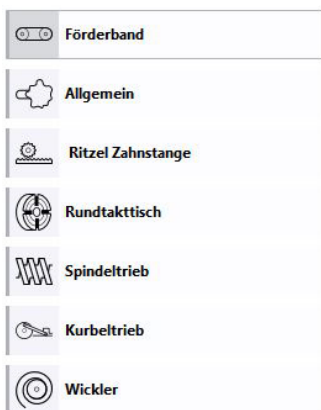 Förderband
Allgemein
Ritzel Zahnstange
Rundtakttisch
Spindeltrieb
Kurbeltrieb
Wickler